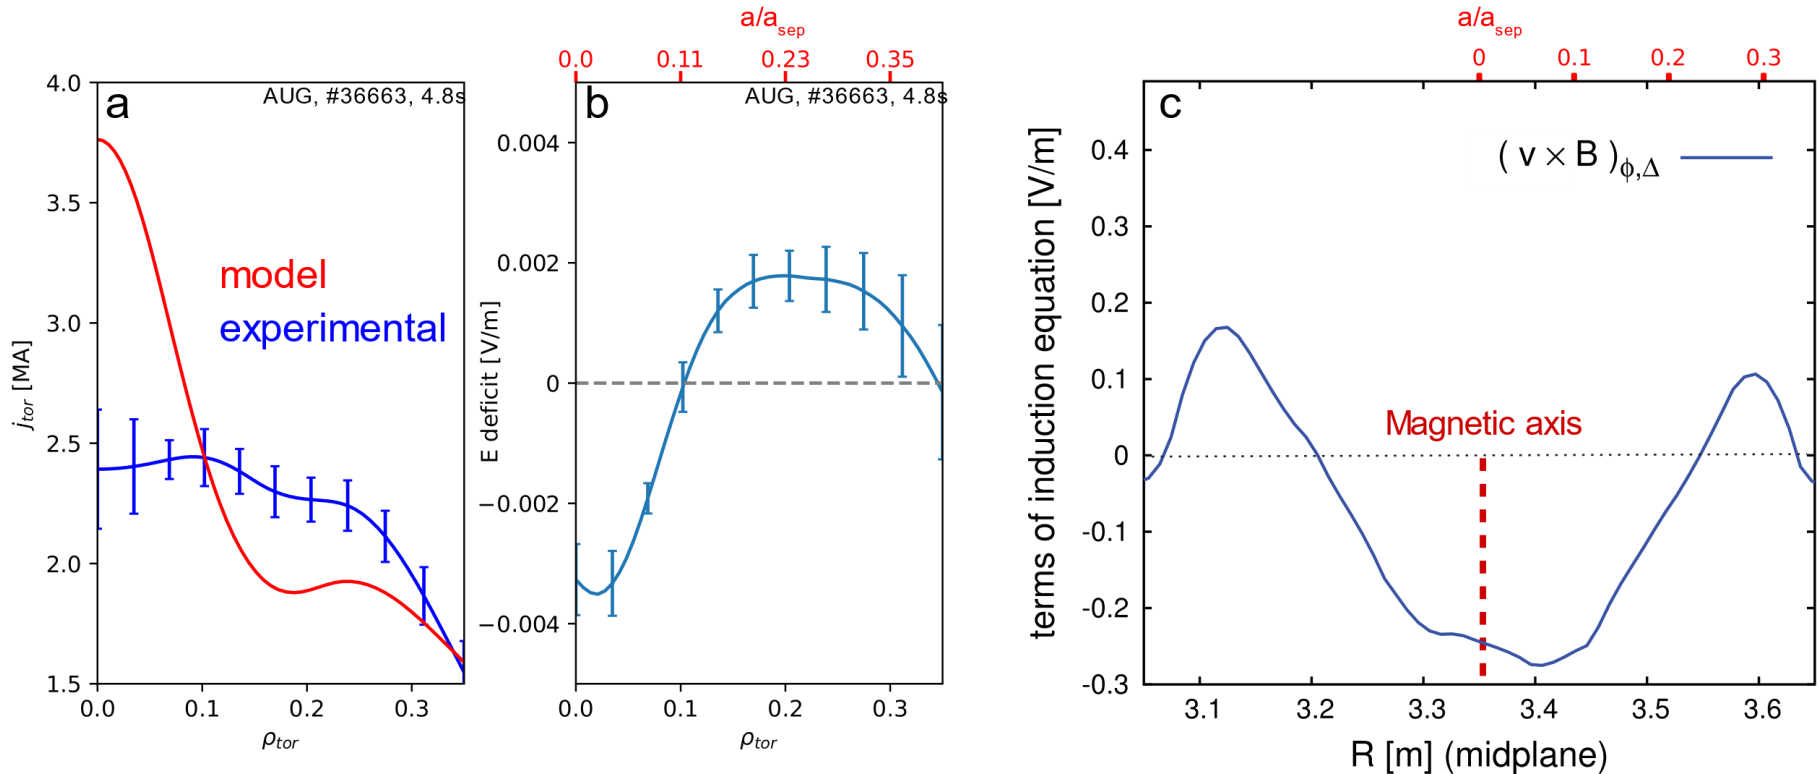 a
AUG, #36663, 4.8s
model
experimental
4.0
3.5
3.0
2.5
2.0
1.5
j_tor [MA]
0.0 0.1 0.2 0.3
ρ_tor
a/a_sep
0.0 0.11 0.23 0.35
b
AUG, #36663, 4.8s
0.004
0.002
0
−0.002
−0.004
E deficit [V/m]
0.0 0.1 0.2 0.3
ρ_tor
a/a_sep
0 0.1 0.2 0.3
c
( v × B )_ϕ,Δ
Magnetic axis
0.4
0.3
0.2
0.1
0
-0.1
-0.2
-0.3
terms of induction equation [V/m]
3.1 3.2 3.3 3.4 3.5 3.6
R [m] (midplane)